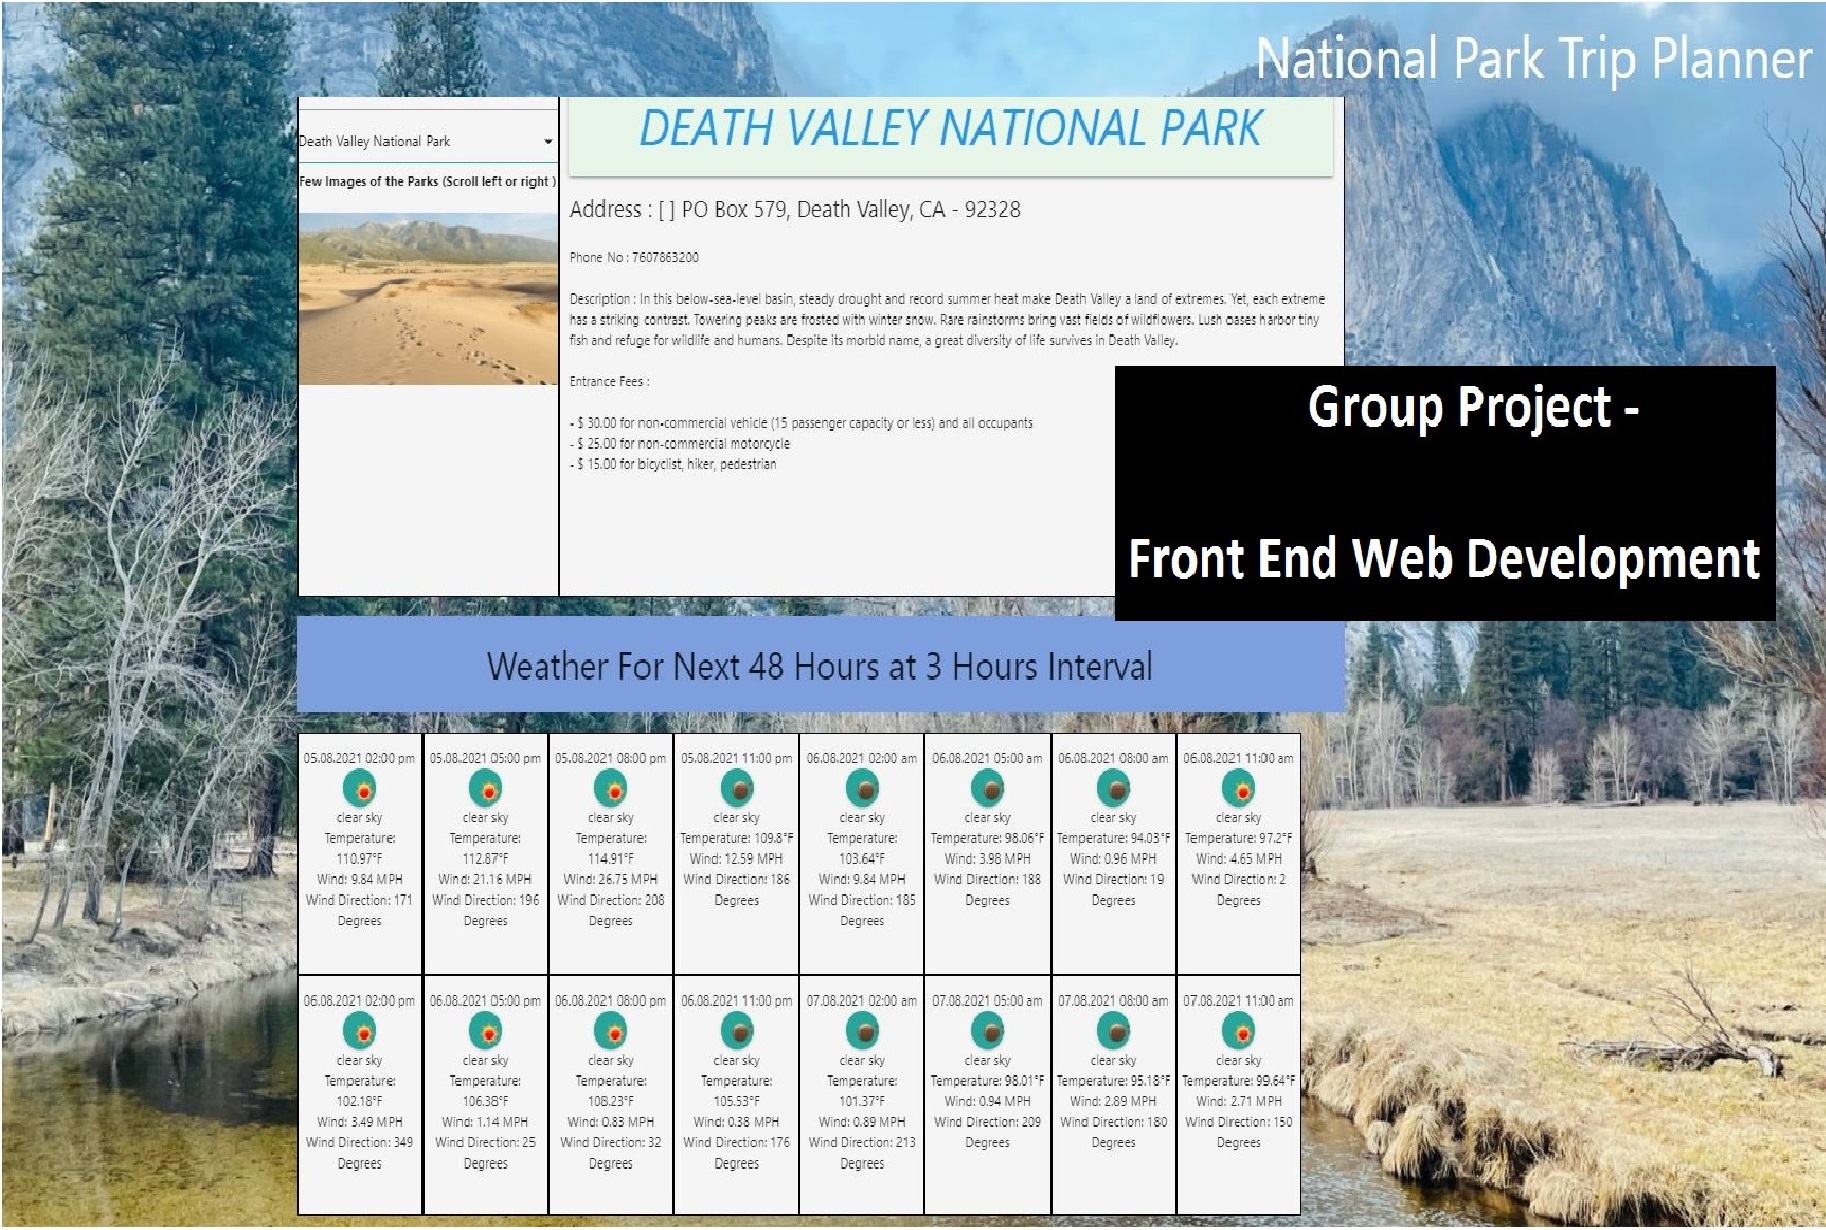 National Park Trip Planner
Death Valley National Park
Few Images of the Parks (Scroll left or right )
DEATH VALLEY NATIONAL PARK
Address : [ ] PO Box 579, Death Valley, CA - 92328
Phone No : 7607863200
Description : In this below-sea-level basin, steady drought and record summer heat make Death Valley a land of extremes. Yet, each extreme
has a striking contrast. Towering peaks are frosted with winter snow. Rare rainstorms bring vast fields of wildflowers. Lush oases harbor tiny
fish and refuge for wildlife and humans. Despite its morbid name, a great diversity of life survives in Death Valley.
Entrance Fees :
- $ 30.00 for non-commercial vehicle (15 passenger capacity or less) and all occupants
- $ 25.00 for non-commercial motorcycle
- $ 15.00 for bicyclist, hiker, pedestrian
Group Project -
Front End Web Development
Weather For Next 48 Hours at 3 Hours Interval
05.08.2021 02:00 pm
clear sky
Temperature:
110.97°F
Wind: 9.84 MPH
Wind Direction: 171
Degrees
05.08.2021 05:00 pm
clear sky
Temperature:
112.87°F
Wind: 21.16 MPH
Wind Direction: 196
Degrees
05.08.2021 08:00 pm
clear sky
Temperature:
114.91°F
Wind: 26.75 MPH
Wind Direction: 208
Degrees
05.08.2021 11:00 pm
clear sky
Temperature: 109.8°F
Wind: 12.59 MPH
Wind Direction: 186
Degrees
06.08.2021 02:00 am
clear sky
Temperature:
103.64°F
Wind: 9.84 MPH
Wind Direction: 185
Degrees
06.08.2021 05:00 am
clear sky
Temperature: 98.06°F
Wind: 3.98 MPH
Wind Direction: 188
Degrees
06.08.2021 08:00 am
clear sky
Temperature: 94.03°F
Wind: 0.96 MPH
Wind Direction: 19
Degrees
06.08.2021 11:00 am
clear sky
Temperature: 97.2°F
Wind: 4.65 MPH
Wind Direction: 2
Degrees
06.08.2021 02:00 pm
clear sky
Temperature:
102.18°F
Wind: 3.49 MPH
Wind Direction: 349
Degrees
06.08.2021 05:00 pm
clear sky
Temperature:
106.38°F
Wind: 1.14 MPH
Wind Direction: 25
Degrees
06.08.2021 08:00 pm
clear sky
Temperature:
108.23°F
Wind: 0.83 MPH
Wind Direction: 32
Degrees
06.08.2021 11:00 pm
clear sky
Temperature:
105.53°F
Wind: 0.38 MPH
Wind Direction: 176
Degrees
07.08.2021 02:00 am
clear sky
Temperature:
101.37°F
Wind: 0.89 MPH
Wind Direction: 213
Degrees
07.08.2021 05:00 am
clear sky
Temperature: 98.01°F
Wind: 0.94 MPH
Wind Direction: 209
Degrees
07.08.2021 08:00 am
clear sky
Temperature: 95.18°F
Wind: 2.89 MPH
Wind Direction: 180
Degrees
07.08.2021 11:00 am
clear sky
Temperature: 99.64°F
Wind: 2.71 MPH
Wind Direction: 150
Degrees